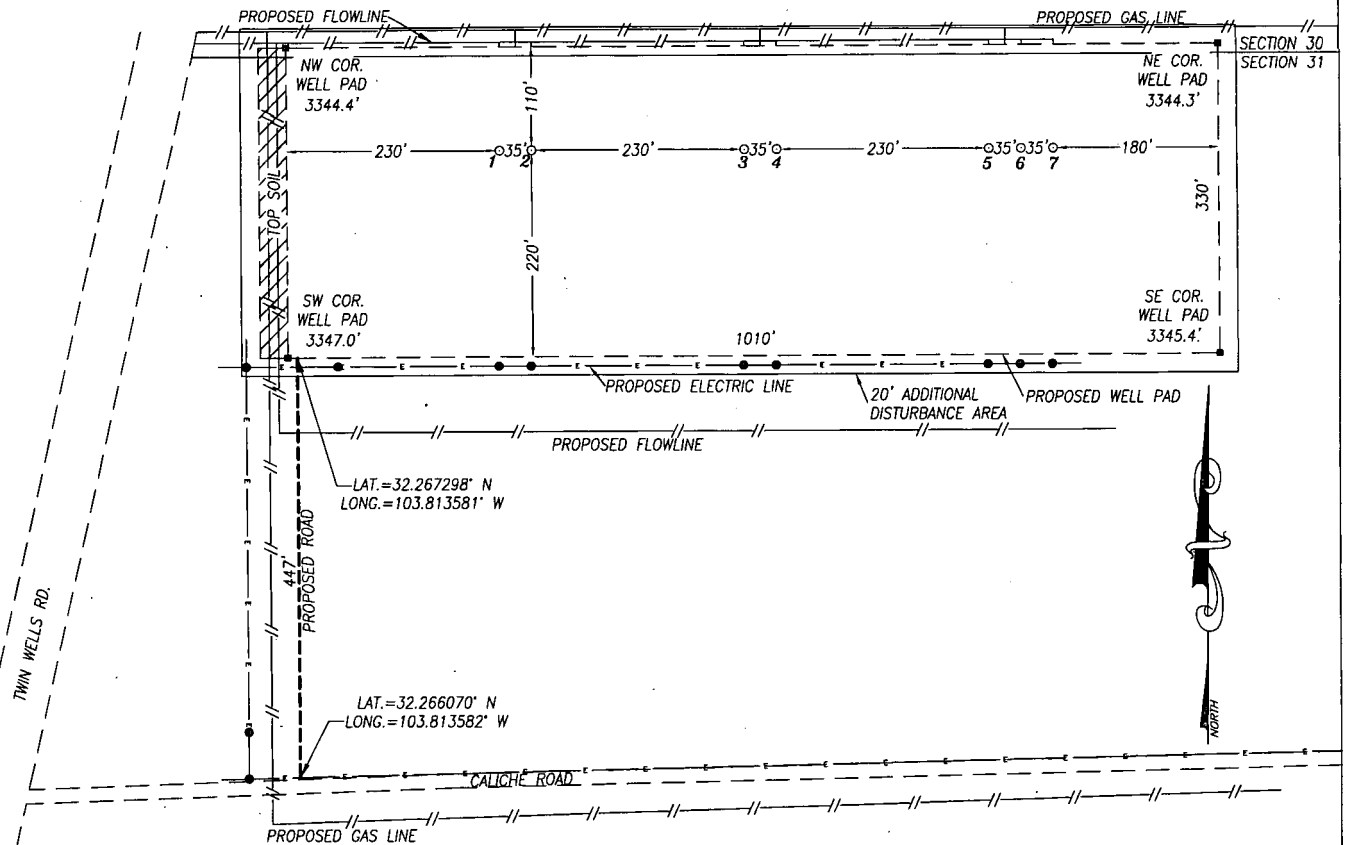 PROPOSED FLOWLINE
PROPOSED GAS LINE
SECTION 30
SECTION 31
NW COR.
WELL PAD
3344.4'
NE COR.
WELL PAD
3344.3'
110'
230'
35'
230'
35'
230'
35'
35'
180'
1
2
3
4
5
6
7
TOP SOIL
330'
220'
SW COR.
WELL PAD
3347.0'
SE COR.
WELL PAD
3345.4'
1010'
E E E E E E
PROPOSED ELECTRIC LINE
20' ADDITIONAL
DISTURBANCE AREA
PROPOSED WELL PAD
PROPOSED FLOWLINE
LAT.=32.267298° N
LONG.=103.813581° W
447'
PROPOSED ROAD
TWIN WELLS RD.
LAT.=32.266070° N
LONG.=103.813582° W
NORTH
CALICHE ROAD
PROPOSED GAS LINE